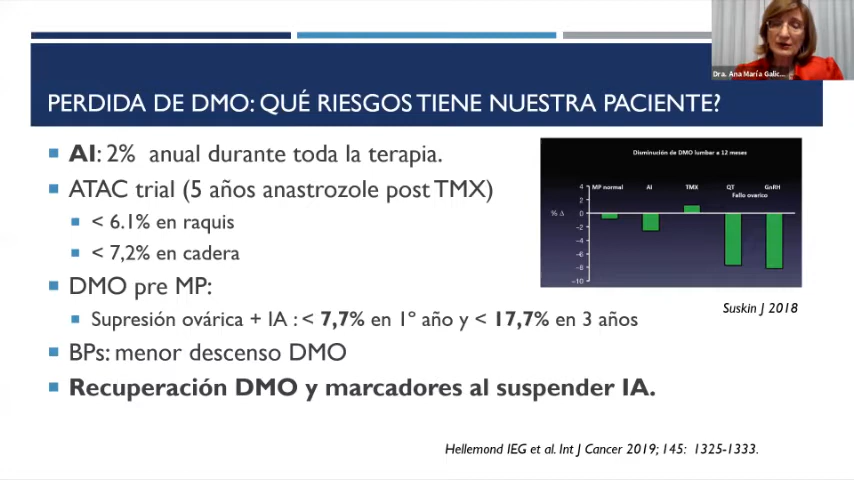 PERDIDA DE DMO: QUÉ RIESGOS TIENE NUESTRA PACIENTE?
Dra. Ana María Galic...
AI: 2% anual durante toda la terapia.
ATAC trial (5 años anastrozole post TMX)
< 6.1% en raquis
< 7,2% en cadera
DMO pre MP:
Supresión ovárica + IA : < 7,7% en 1º año y < 17,7% en 3 años
BPs: menor descenso DMO
Recuperación DMO y marcadores al suspender IA.
Disminución de DMO lumbar a 12 meses
MP normal AI TMX QT GnRH
Fallo ovarico
% Δ
4
2
0
−2
−4
−6
−8
−10
Suskin J 2018
Hellemond IEG et al. Int J Cancer 2019; 145: 1325-1333.